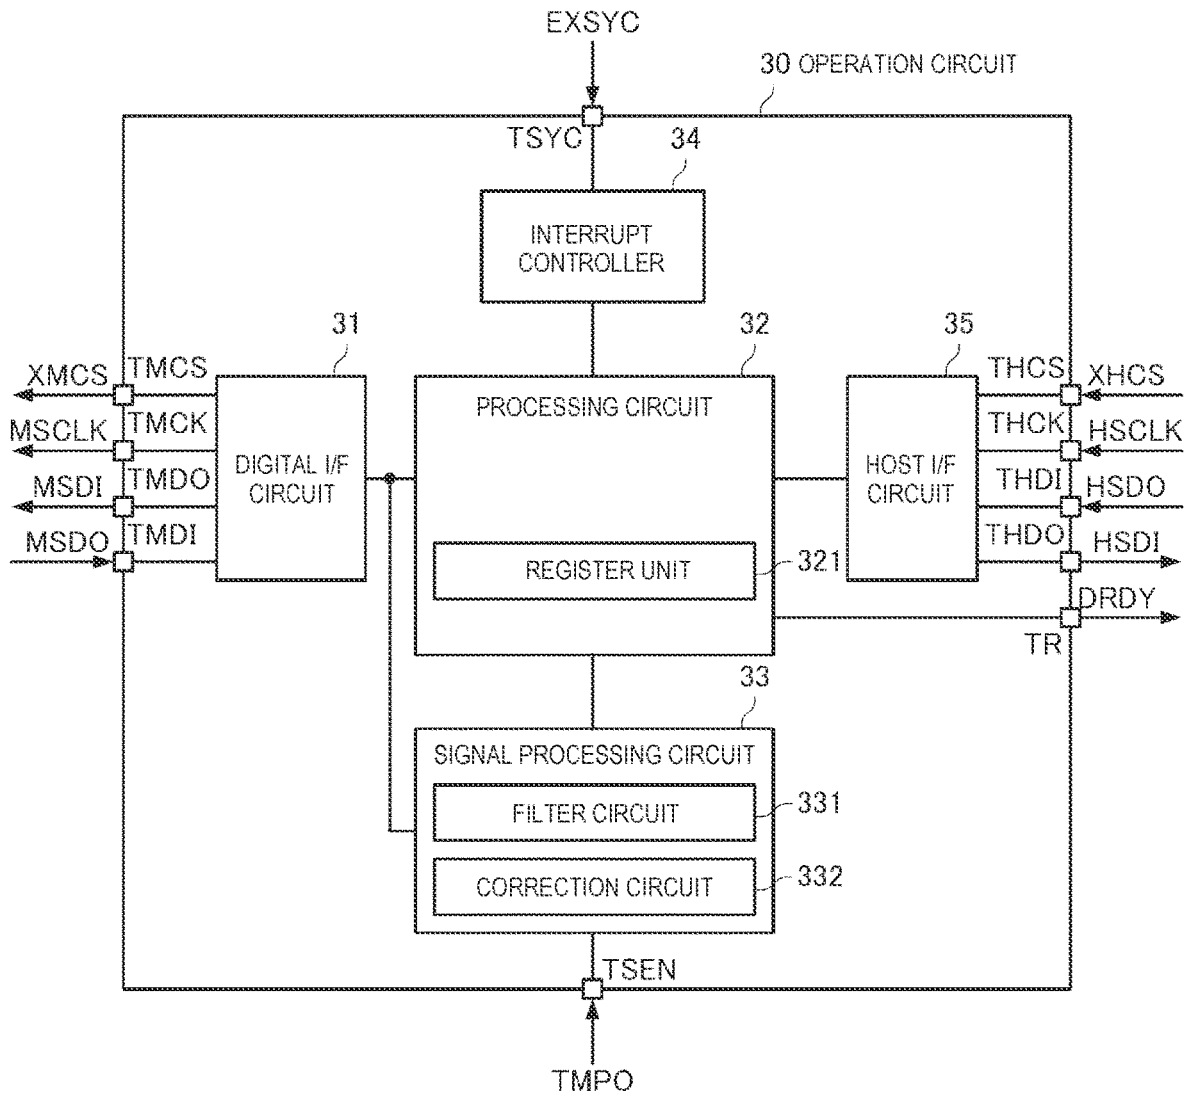 EXSYC
30 OPERATION CIRCUIT
TSYC
34
INTERRUPT
CONTROLLER
31
32
35
XMCS
TMCS
THCS
XHCS
PROCESSING CIRCUIT
MSCLK
TMCK
THCK
HSCLK
DIGITAL I/F
CIRCUIT
HOST I/F
CIRCUIT
MSDI
TMDO
THDI
HSDO
MSDO
TMDI
THDO
HSDI
REGISTER UNIT
321
DRDY
TR
33
SIGNAL PROCESSING CIRCUIT
FILTER CIRCUIT
331
CORRECTION CIRCUIT
332
TSEN
TMPO